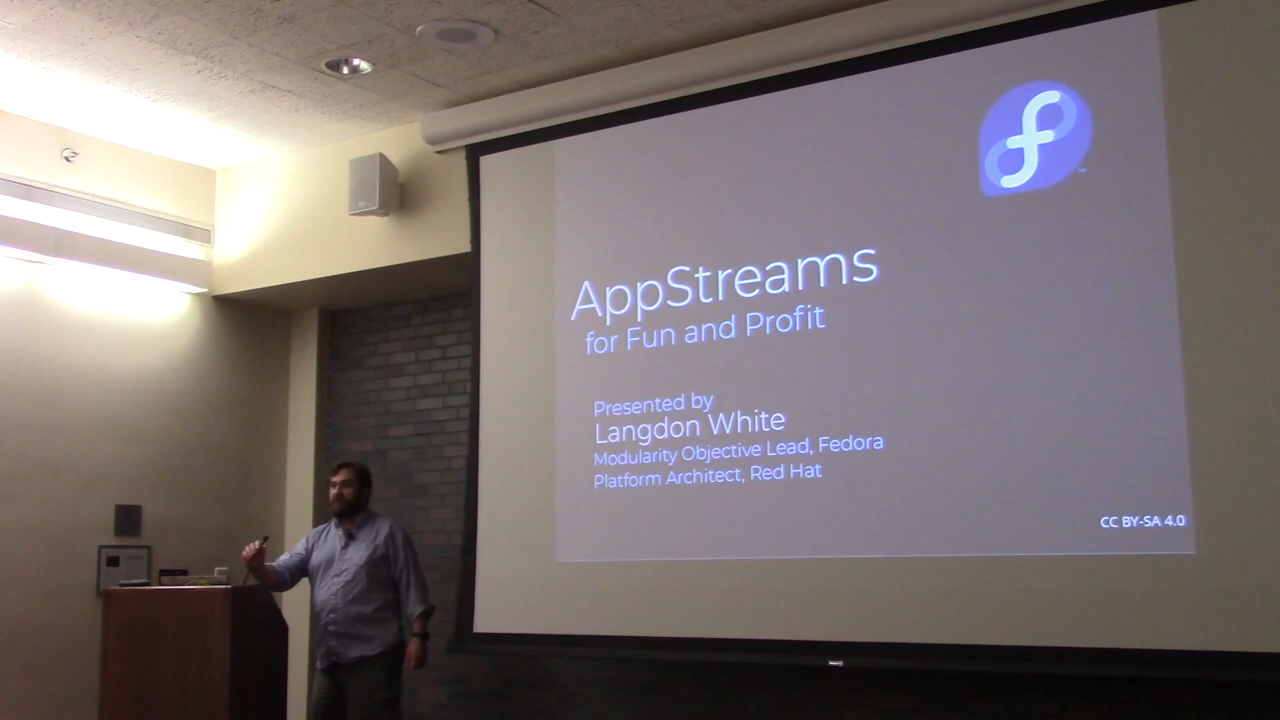 AppStreams
for Fun and Profit
Presented by
Langdon White
Modularity Objective Lead, Fedora
Platform Architect, Red Hat
CC BY-SA 4.0